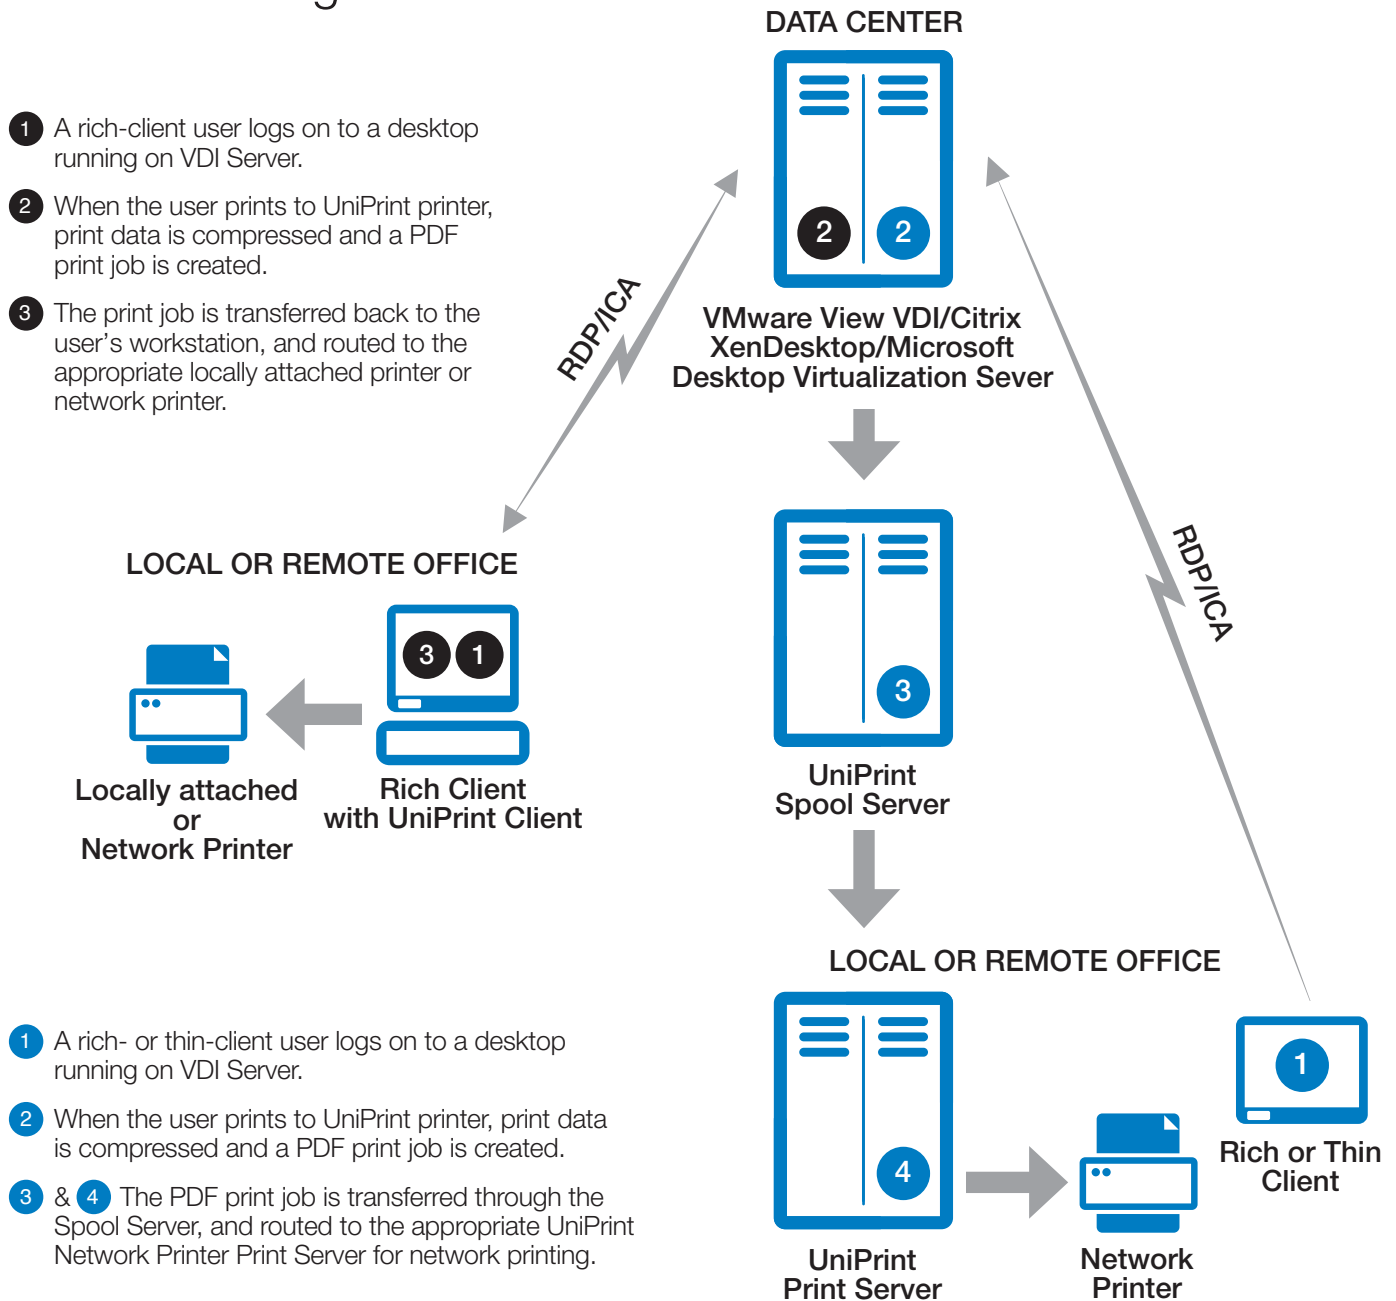 DATA CENTER
1 A rich-client user logs on to a desktop
running on VDI Server.
2 When the user prints to UniPrint printer,
print data is compressed and a PDF
print job is created.
3 The print job is transferred back to the
user's workstation, and routed to the
appropriate locally attached printer or
network printer.
2 2
VMware View VDI/Citrix
XenDesktop/Microsoft
Desktop Virtualization Sever
RDP/ICA
RDP/ICA
LOCAL OR REMOTE OFFICE
3 1
Locally attached
or
Network Printer
Rich Client
with UniPrint Client
3
UniPrint
Spool Server
LOCAL OR REMOTE OFFICE
1 A rich- or thin-client user logs on to a desktop
running on VDI Server.
2 When the user prints to UniPrint printer, print data
is compressed and a PDF print job is created.
3 & 4 The PDF print job is transferred through the
Spool Server, and routed to the appropriate UniPrint
Network Printer Print Server for network printing.
4
UniPrint
Print Server
Network
Printer
1
Rich or Thin
Client